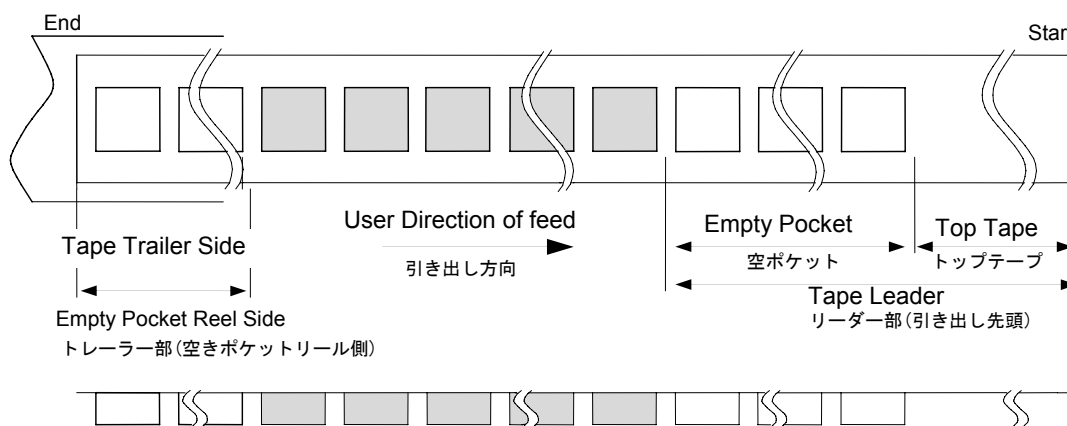 End
Star
User Direction of feed
引き出し方向
Empty Pocket
空ポケット
Top Tape
トップテープ
Tape Trailer Side
Tape Leader
リーダー部(引き出し先頭)
Empty Pocket Reel Side
トレーラー部(空きポケットリール側)